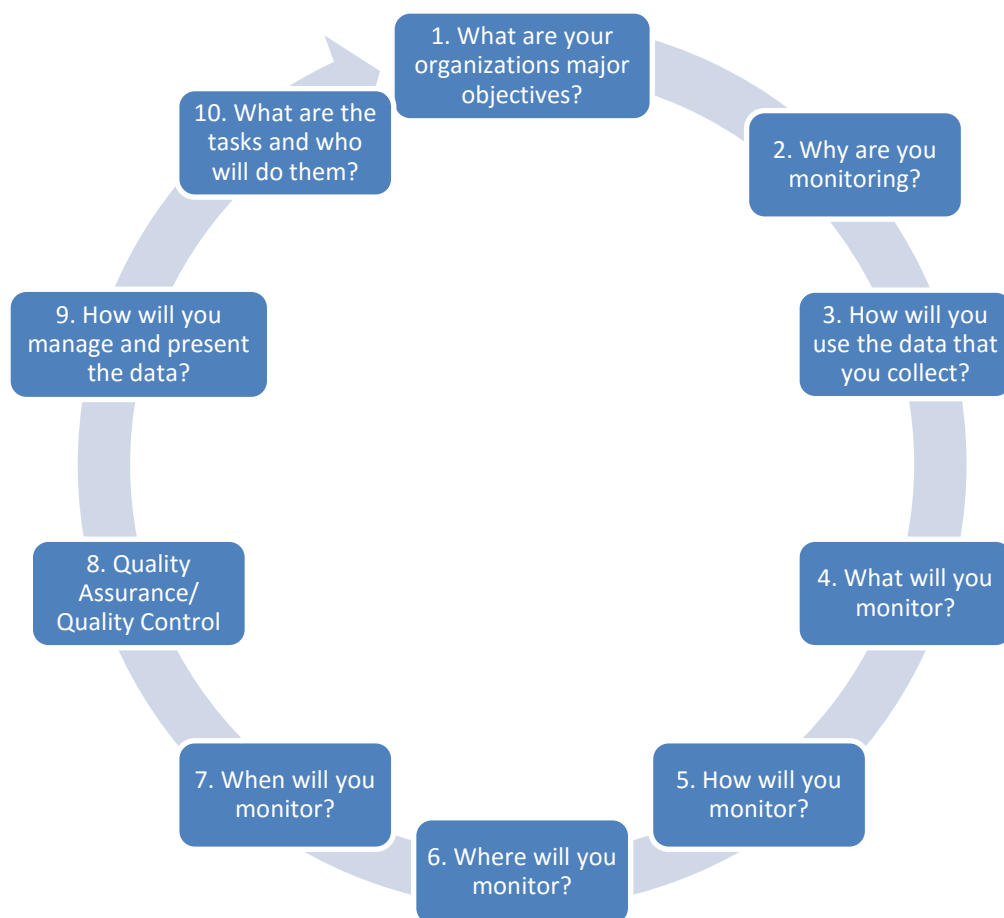 1. What are your
organizations major
objectives?
2. Why are you
monitoring?
3. How will you
use the data that
you collect?
4. What will you
monitor?
5. How will you
monitor?
6. Where will you
monitor?
7. When will you
monitor?
8. Quality
Assurance/
Quality Control
9. How will you
manage and present
the data?
10. What are the
tasks and who
will do them?